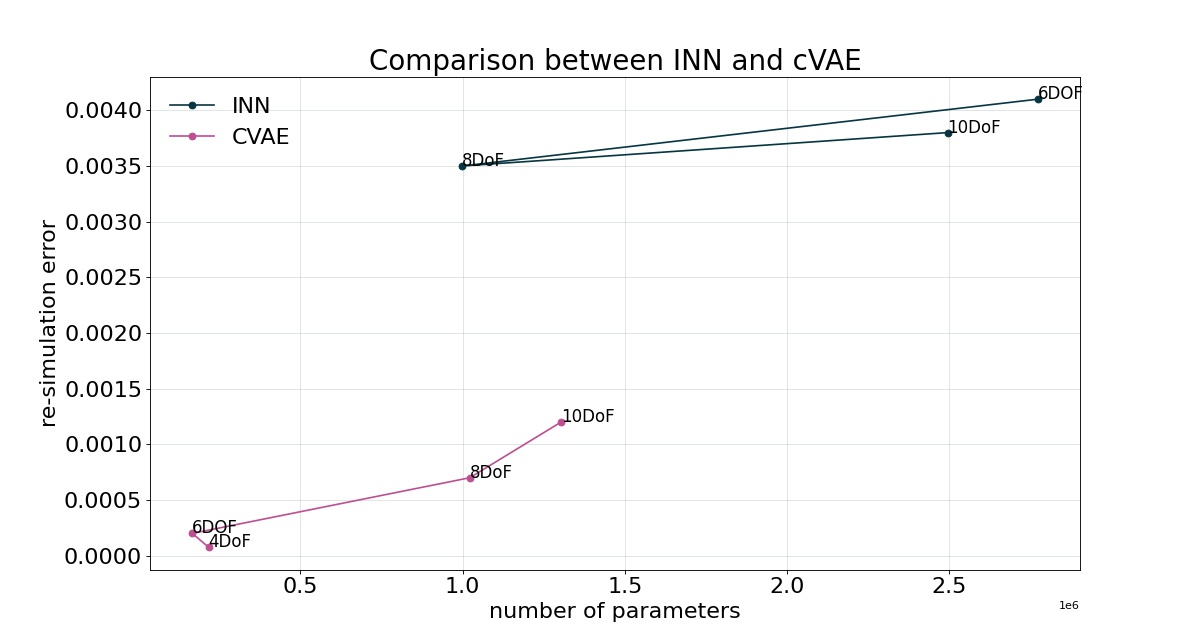 Comparison between INN and cVAE
INN
CVAE
6DOF
10DoF
8DoF
10DoF
8DoF
6DOF
4DoF
0.0040
0.0035
0.0030
0.0025
0.0020
0.0015
0.0010
0.0005
0.0000
re-simulation error
0.5
1.0
1.5
2.0
2.5
1e6
number of parameters